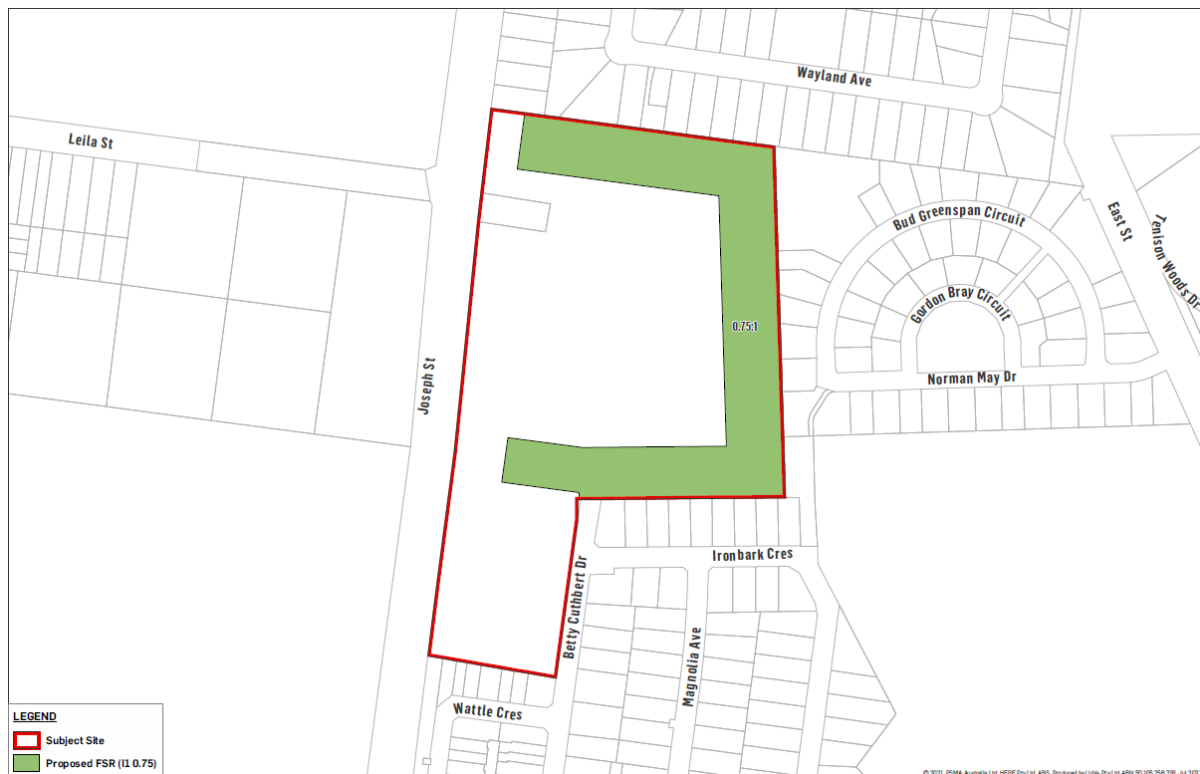 Wayland Ave
Leila St
Bud Greenspan Circuit
East St
Tenison Woods Dr
Gordon Bray Circuit
0.75:1
Norman May Dr
Joseph St
Ironbark Cres
Betty Cuthbert Dr
Magnolia Ave
Wattle Cres
LEGEND
Subject Site
Proposed FSR (I1 0.75)